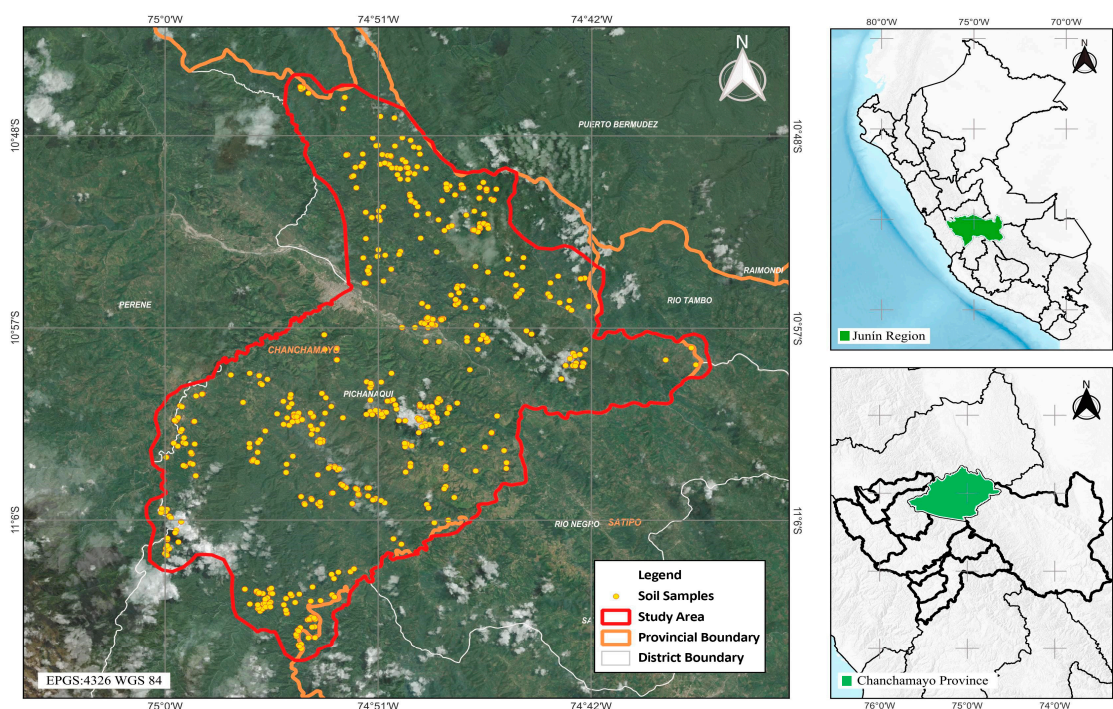 75°0'W 74°51'W 74°42'W
N
10°48'S
10°48'S
PUERTO BERMUDEZ
RAIMONDI
RIO TAMBO
PERENE
10°57'S
10°57'S
CHANCHAMAYO
PICHANAQUI
11°6'S
11°6'S
RIO NEGRO SATIPO
Legend
Soil Samples
Study Area
Provincial Boundary
District Boundary
SA
EPGS:4326 WGS 84
75°0'W 74°51'W 74°42'W
80°0'W 75°0'W 70°0'W
N
Junín Region
N
Chanchamayo Province
76°0'W 75°0'W 74°0'W